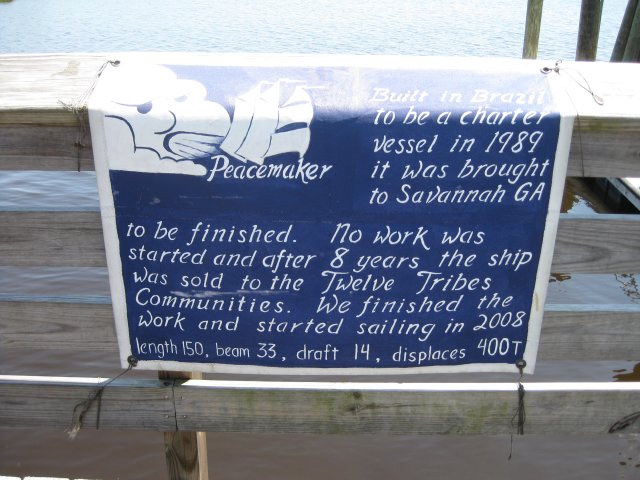 Built in Brazil
to be a charter
vessel in 1989
it was brought
to Savannah GA
Peacemaker
to be finished. No work was
started and after 8 years the ship
was sold to the Twelve Tribes
Communities. We finished the
work and started sailing in 2008
length 150, beam 33, draft 14, displaces 400T